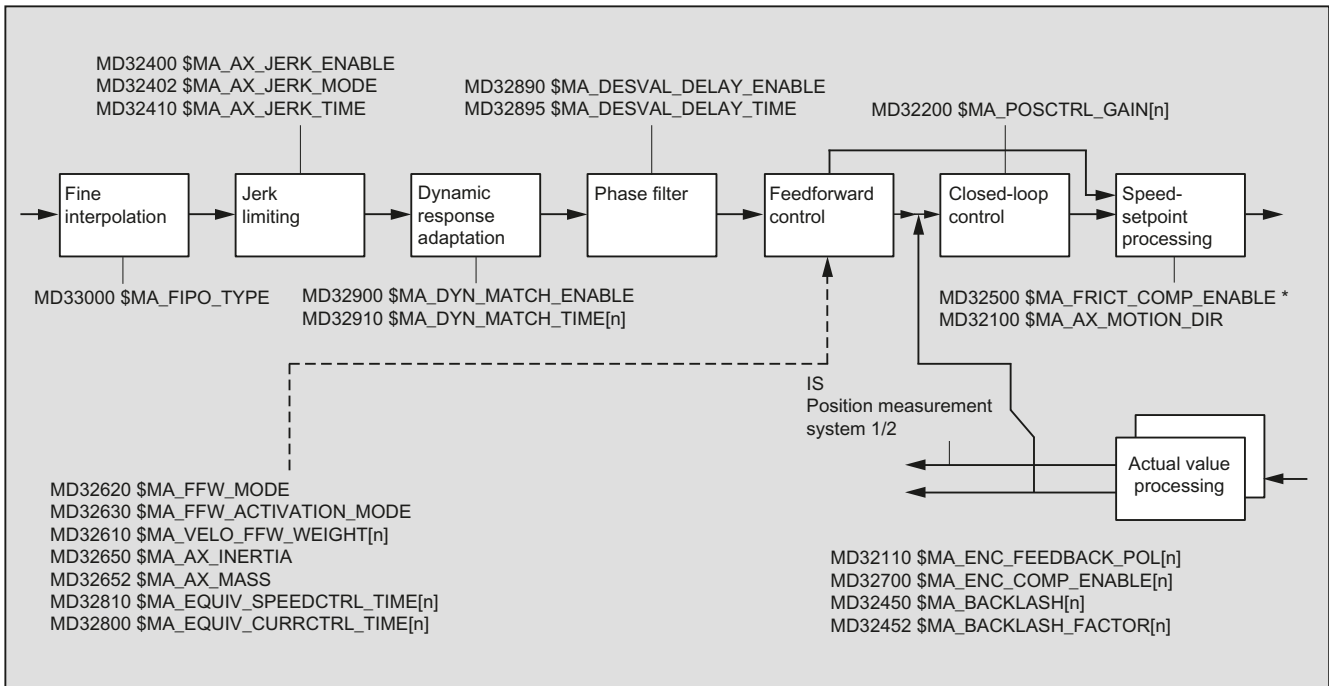 MD32400 $MA_AX_JERK_ENABLE
MD32402 $MA_AX_JERK_MODE
MD32410 $MA_AX_JERK_TIME
MD32890 $MA_DESVAL_DELAY_ENABLE
MD32895 $MA_DESVAL_DELAY_TIME
MD32200 $MA_POSCTRL_GAIN[n]
Fine
interpolation
Jerk
limiting
Dynamic
response
adaptation
Phase filter
Feedforward
control
Closed-loop
control
Speed-
setpoint
processing
MD33000 $MA_FIPO_TYPE
MD32900 $MA_DYN_MATCH_ENABLE
MD32910 $MA_DYN_MATCH_TIME[n]
MD32500 $MA_FRICT_COMP_ENABLE *
MD32100 $MA_AX_MOTION_DIR
IS
Position measurement
system 1/2
Actual value
processing
MD32620 $MA_FFW_MODE
MD32630 $MA_FFW_ACTIVATION_MODE
MD32610 $MA_VELO_FFW_WEIGHT[n]
MD32650 $MA_AX_INERTIA
MD32652 $MA_AX_MASS
MD32810 $MA_EQUIV_SPEEDCTRL_TIME[n]
MD32800 $MA_EQUIV_CURRCTRL_TIME[n]
MD32110 $MA_ENC_FEEDBACK_POL[n]
MD32700 $MA_ENC_COMP_ENABLE[n]
MD32450 $MA_BACKLASH[n]
MD32452 $MA_BACKLASH_FACTOR[n]